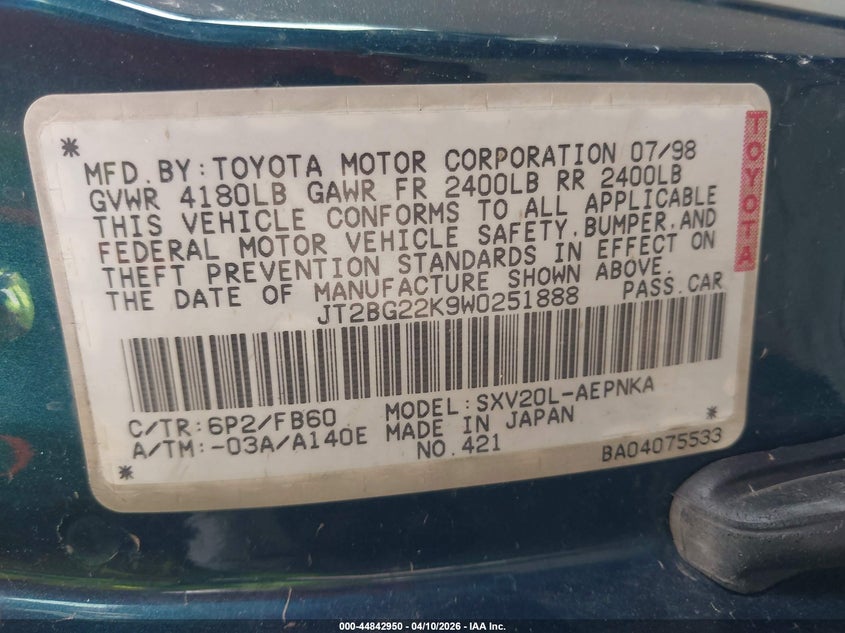 * MFD.BY:TOYOTA MOTOR CORPORATION 07/98
GVWR 4180LB GAWR FR 2400LB RR 2400LB
THIS VEHICLE CONFORMS TO ALL APPLICABLE
FEDERAL MOTOR VEHICLE SAFETY,BUMPER,AND
THEFT PREVENTION STANDARDS IN EFFECT ON
THE DATE OF MANUFACTURE SHOWN ABOVE.
JT2BG22K9W0251888 PASS.CAR
TOYOTA
C/TR:6P2/FB60 MODEL:SXV20L-AEPNKA
A/TM:-03A/A140E MADE IN JAPAN *
* NO.421 BA04075533
000-44842950 - 04/10/2026 - IAA Inc.